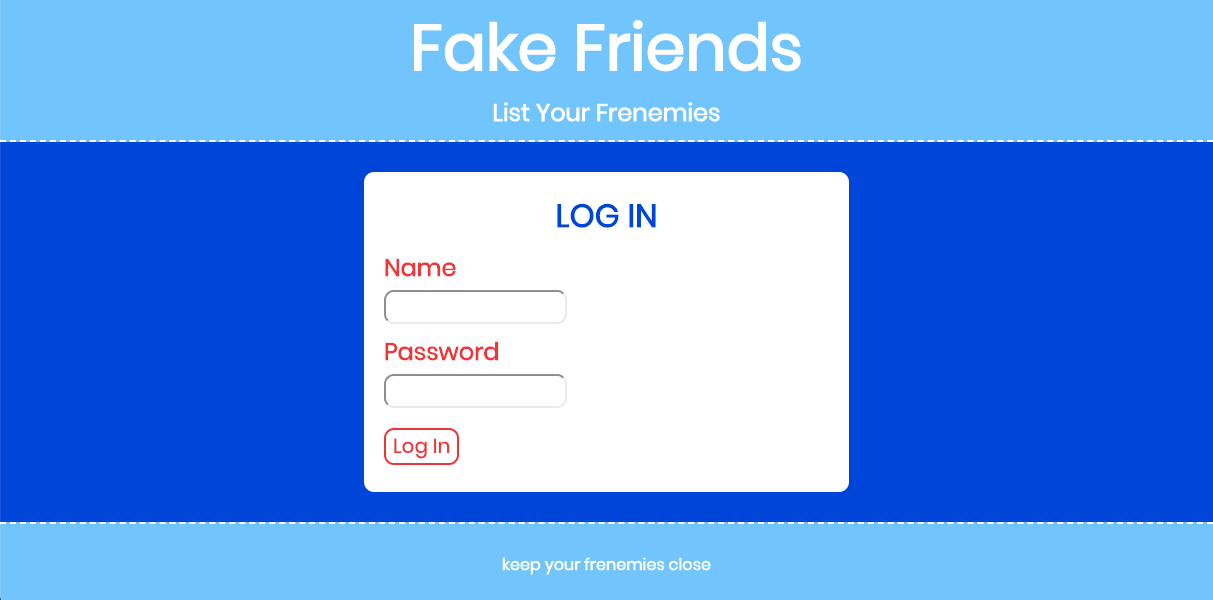 Fake Friends
List Your Frenemies
LOG IN
Name
Password
Log In
keep your frenemies close